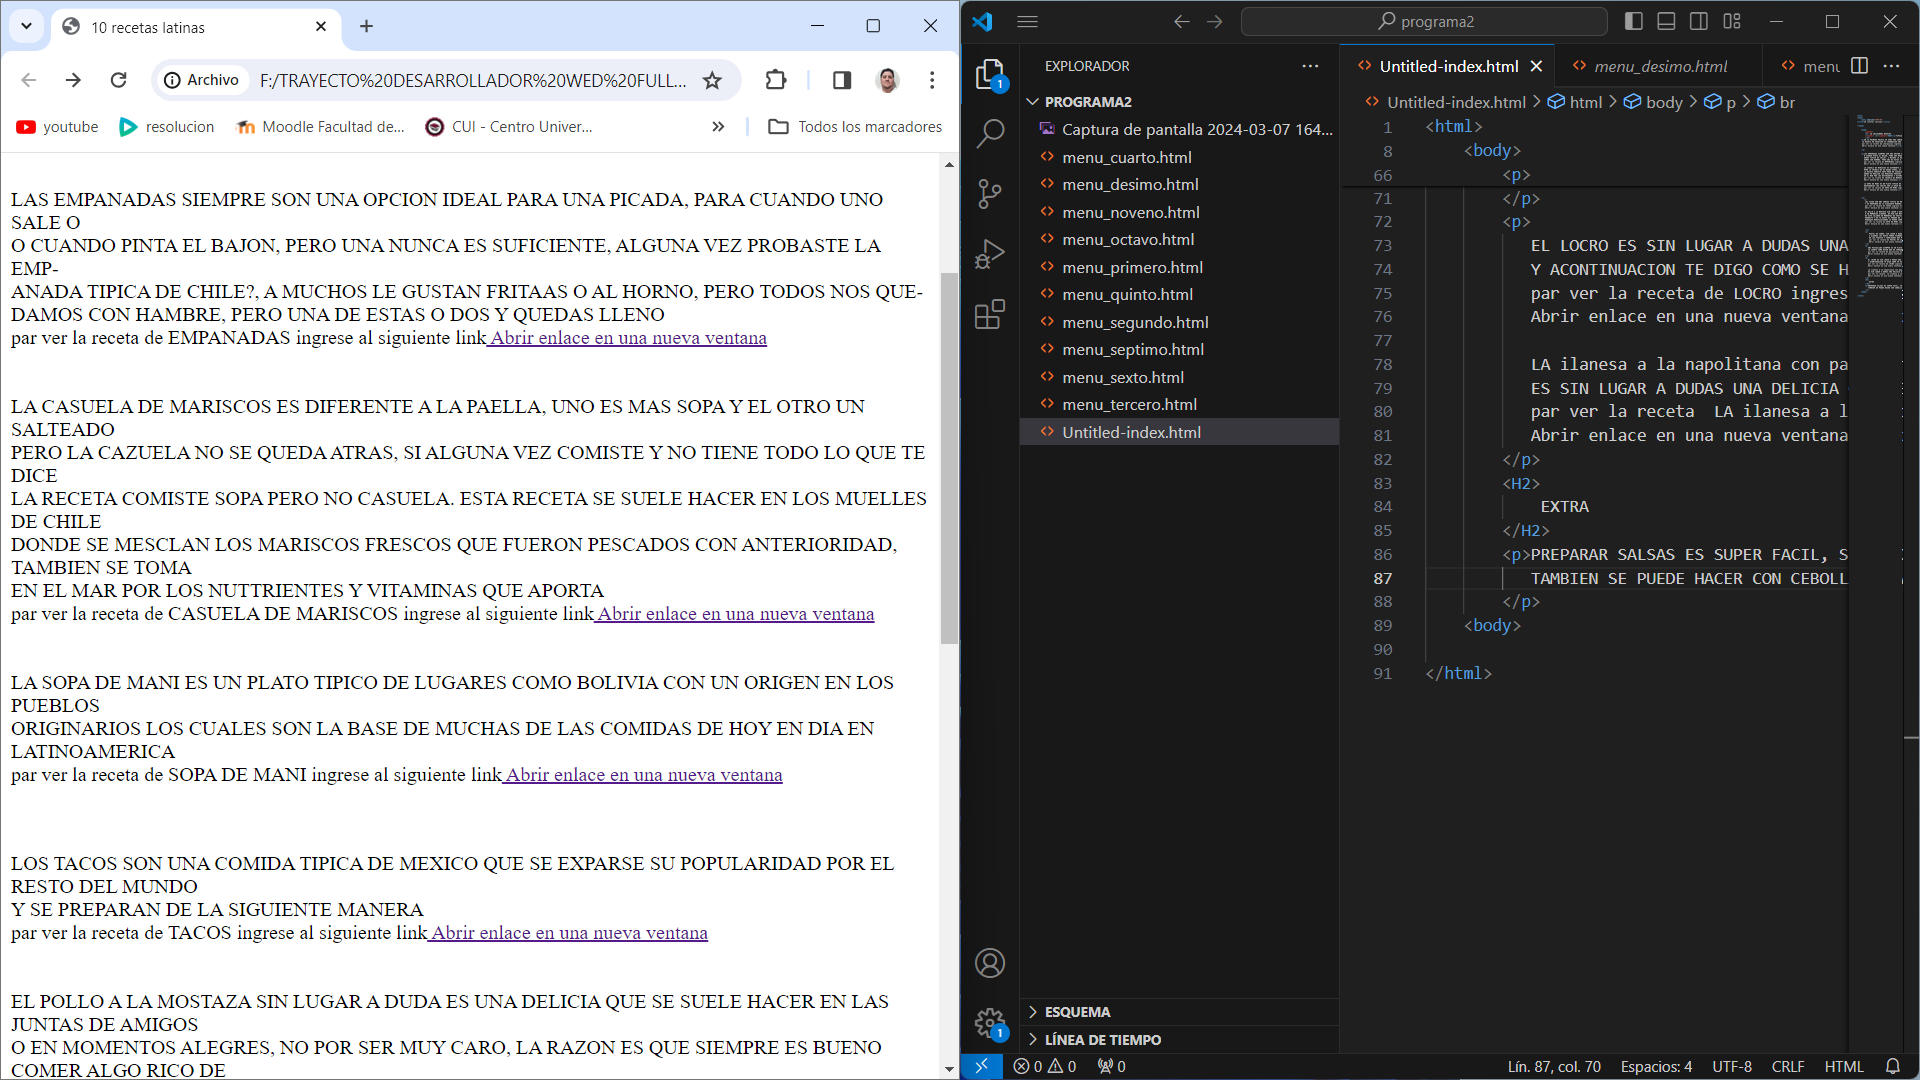 10 recetas latinas
Archivo
F:/TRAYECTO%20DESARROLLADOR%20WED%20FULL...
youtube
resolucion
Moodle Facultad de...
CUI - Centro Univer...
Todos los marcadores
LAS EMPANADAS SIEMPRE SON UNA OPCION IDEAL PARA UNA PICADA, PARA CUANDO UNO
SALE O
O CUANDO PINTA EL BAJON, PERO UNA NUNCA ES SUFICIENTE, ALGUNA VEZ PROBASTE LA
EMP-
ANADA TIPICA DE CHILE?, A MUCHOS LE GUSTAN FRITAAS O AL HORNO, PERO TODOS NOS QUE-
DAMOS CON HAMBRE, PERO UNA DE ESTAS O DOS Y QUEDAS LLENO
par ver la receta de EMPANADAS ingrese al siguiente link Abrir enlace en una nueva ventana
LA CASUELA DE MARISCOS ES DIFERENTE A LA PAELLA, UNO ES MAS SOPA Y EL OTRO UN
SALTEADO
PERO LA CAZUELA NO SE QUEDA ATRAS, SI ALGUNA VEZ COMISTE Y NO TIENE TODO LO QUE TE
DICE
LA RECETA COMISTE SOPA PERO NO CASUELA. ESTA RECETA SE SUELE HACER EN LOS MUELLES
DE CHILE
DONDE SE MESCLAN LOS MARISCOS FRESCOS QUE FUERON PESCADOS CON ANTERIORIDAD,
TAMBIEN SE TOMA
EN EL MAR POR LOS NUTTRIENTES Y VITAMINAS QUE APORTA
par ver la receta de CASUELA DE MARISCOS ingrese al siguiente link Abrir enlace en una nueva ventana
LA SOPA DE MANI ES UN PLATO TIPICO DE LUGARES COMO BOLIVIA CON UN ORIGEN EN LOS
PUEBLOS
ORIGINARIOS LOS CUALES SON LA BASE DE MUCHAS DE LAS COMIDAS DE HOY EN DIA EN
LATINOAMERICA
par ver la receta de SOPA DE MANI ingrese al siguiente link Abrir enlace en una nueva ventana
LOS TACOS SON UNA COMIDA TIPICA DE MEXICO QUE SE EXPARSE SU POPULARIDAD POR EL
RESTO DEL MUNDO
Y SE PREPARAN DE LA SIGUIENTE MANERA
par ver la receta de TACOS ingrese al siguiente link Abrir enlace en una nueva ventana
EL POLLO A LA MOSTAZA SIN LUGAR A DUDA ES UNA DELICIA QUE SE SUELE HACER EN LAS
JUNTAS DE AMIGOS
O EN MOMENTOS ALEGRES, NO POR SER MUY CARO, LA RAZON ES QUE SIEMPRE ES BUENO
COMER ALGO RICO DE
programa2
1
1
EXPLORADOR
PROGRAMA2
Captura de pantalla 2024-03-07 164...
menu_cuarto.html
menu_desimo.html
menu_noveno.html
menu_octavo.html
menu_primero.html
menu_quinto.html
menu_segundo.html
menu_septimo.html
menu_sexto.html
menu_tercero.html
Untitled-index.html
ESQUEMA
LÍNEA DE TIEMPO
Untitled-index.html
menu_desimo.html
menu
Untitled-index.html > html > body > p > br
1 <html>
8 <body>
66 <p>
71 </p>
72 <p>
73 EL LOCRO ES SIN LUGAR A DUDAS UNA
74 Y ACONTINUACION TE DIGO COMO SE H
75 par ver la receta de LOCRO ingres
76 Abrir enlace en una nueva ventana
77
78 LA ilanesa a la napolitana con pa
79 ES SIN LUGAR A DUDAS UNA DELICIA
80 par ver la receta  LA ilanesa a l
81 Abrir enlace en una nueva ventana
82 </p>
83 <H2>
84 EXTRA
85 </H2>
86 <p>PREPARAR SALSAS ES SUPER FACIL, S
87 TAMBIEN SE PUEDE HACER CON CEBOLL
88 </p>
89 <body>
90
91 </html>
0 0 0
Lín. 87, col. 70
Espacios: 4
UTF-8
CRLF
HTML